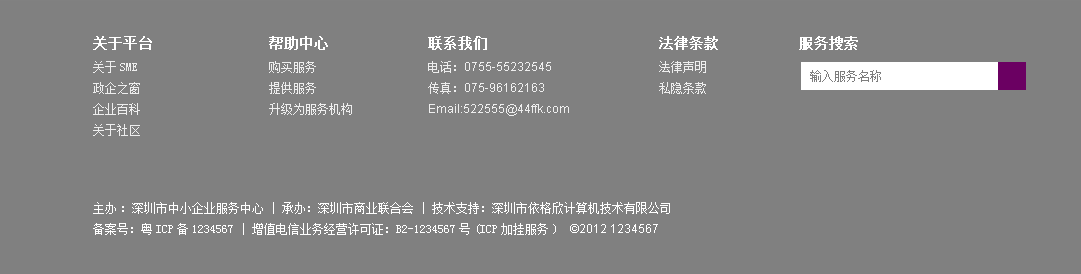 关于平台
关于 SME
政企之窗
企业百科
关于社区
帮助中心
购买服务
提供服务
升级为服务机构
联系我们
电话：0755-55232545
传真：075-96162163
Email:522555@44ffk.com
法律条款
法律声明
私隐条款
服务搜索
输入服务名称
主办 ：深圳市中小企业服务中心 ｜ 承办：深圳市商业联合会 ｜ 技术支持：深圳市依格欣计算机技术有限公司
备案号：粤 ICP 备 1234567 ｜ 增值电信业务经营许可证：B2-1234567 号 (ICP 加挂服务 ） ©2012 1234567